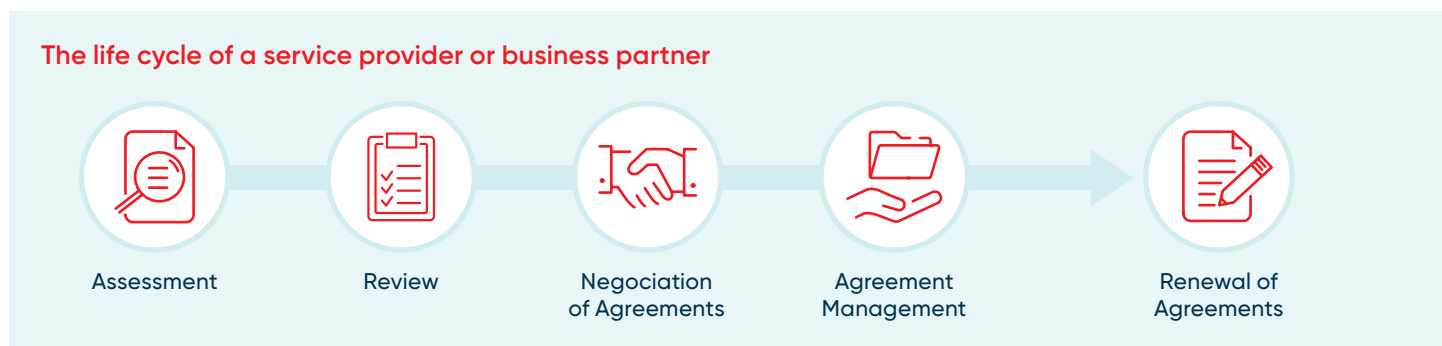 The life cycle of a service provider or business partner
Assessment
Review
Negociation
of Agreements
Agreement
Management
Renewal of
Agreements